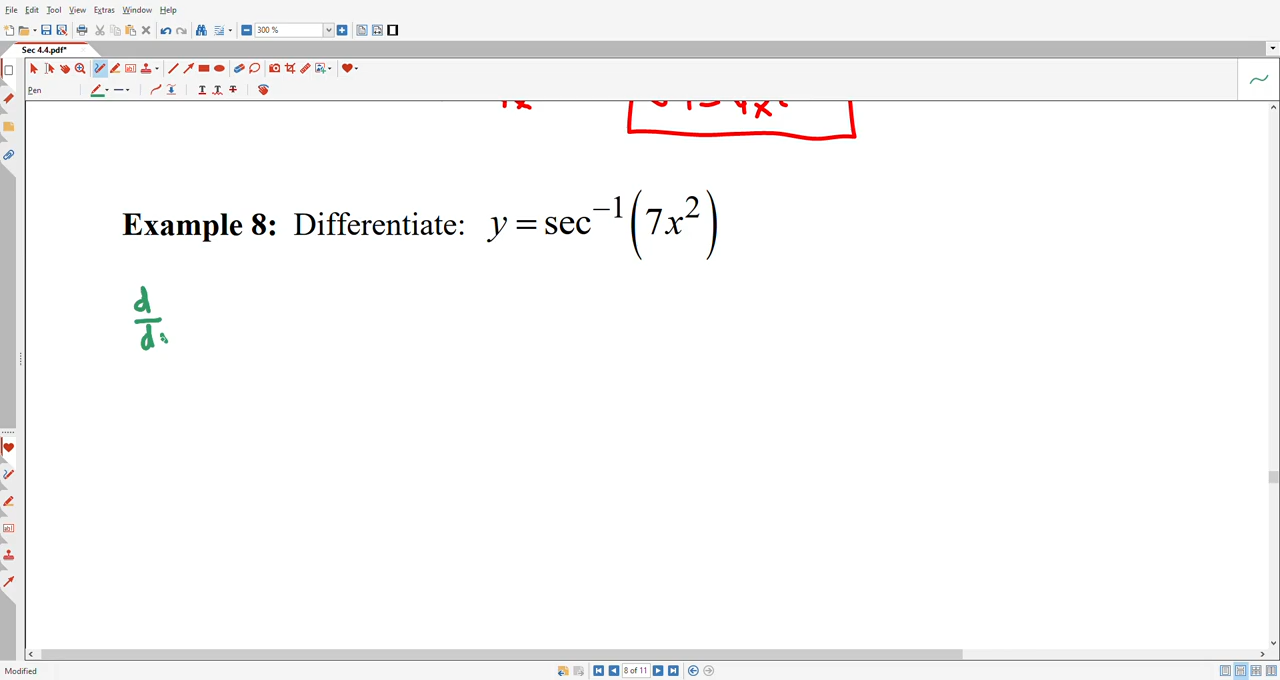 File Edit Tool View Extras Window Help
300 %
Sec 4.4.pdf*
Pen
Example 8: Differentiate: y = sec⁻¹(7x²)
d
d
Modified
8 of 11